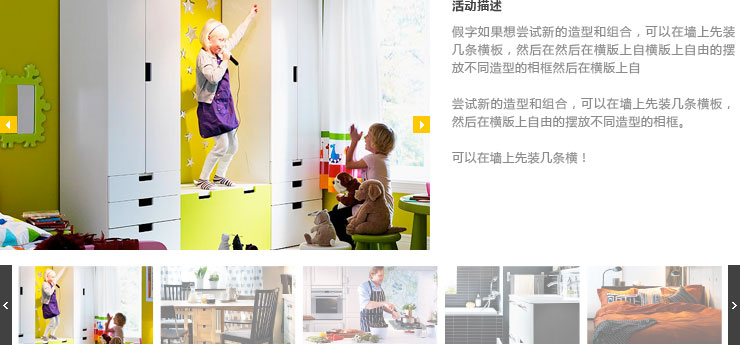 活动描述
假字如果想尝试新的造型和组合，可以在墙上先装
几条横板，然后在然后在横版上自横版上自由的摆
放不同造型的相框然后在横版上自
尝试新的造型和组合，可以在墙上先装几条横板，
然后在横版上自由的摆放不同造型的相框。
可以在墙上先装几条横！